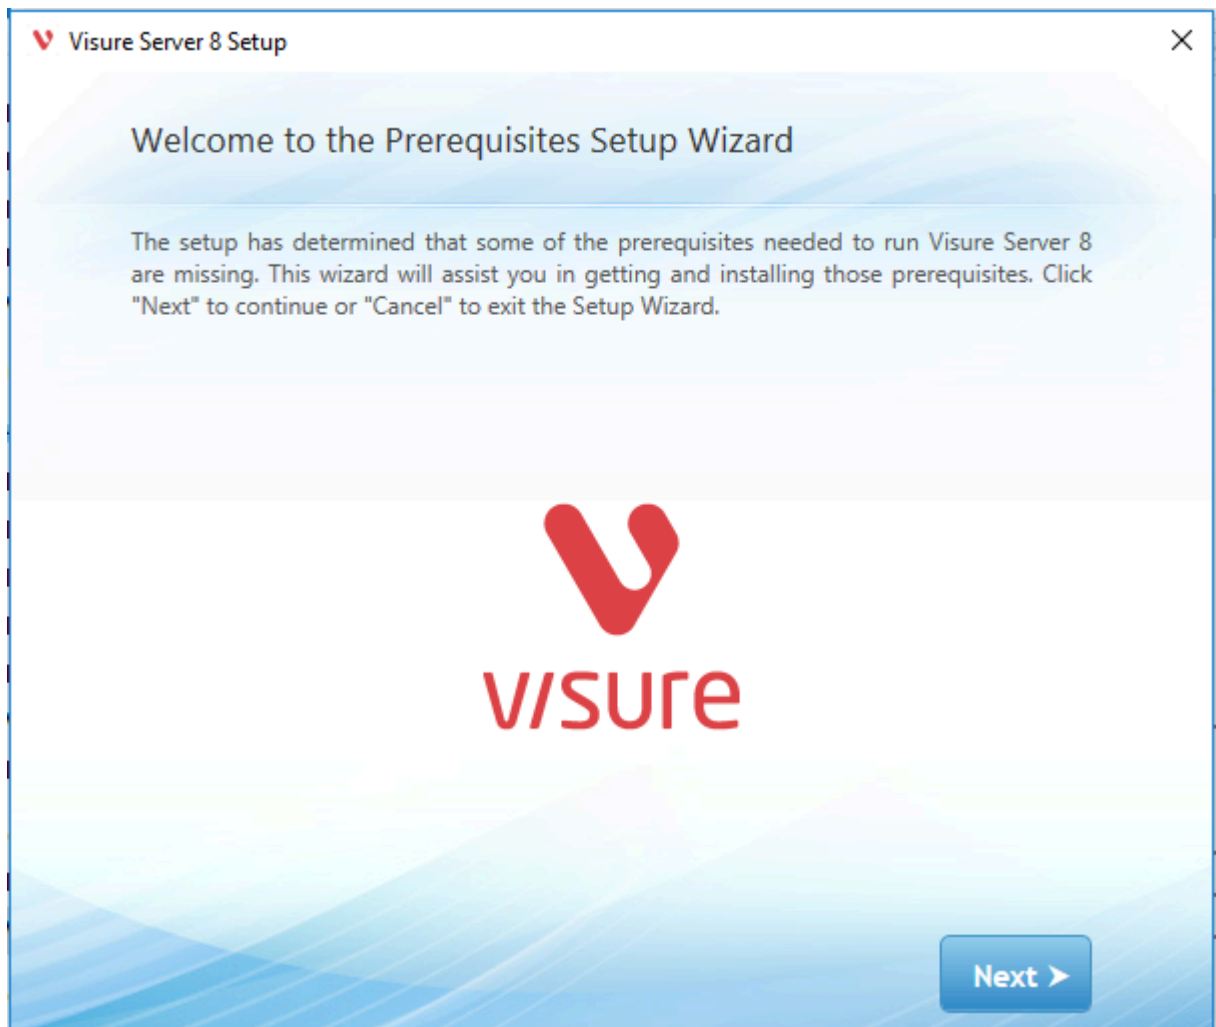 Visure Server 8 Setup
Welcome to the Prerequisites Setup Wizard
The setup has determined that some of the prerequisites needed to run Visure Server 8
are missing. This wizard will assist you in getting and installing those prerequisites. Click
"Next" to continue or "Cancel" to exit the Setup Wizard.
visure
Next